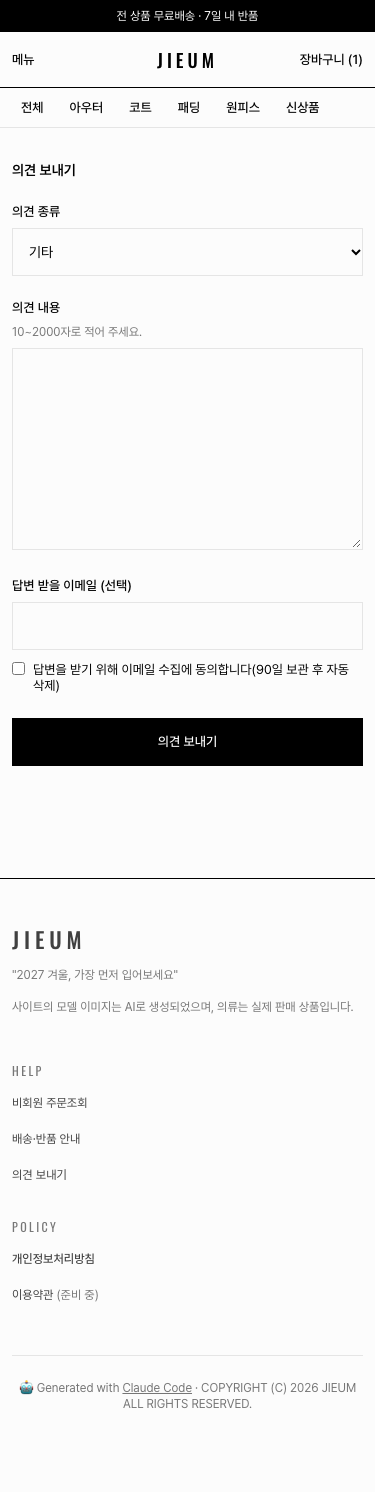 전 상품 무료배송 · 7일 내 반품
메뉴
JIEUM
장바구니 (1)
전체 아우터 코트 패딩 원피스 신상품
의견 보내기
의견 종류
기타
의견 내용
10~2000자로 적어 주세요.
답변 받을 이메일 (선택)
답변을 받기 위해 이메일 수집에 동의합니다(90일 보관 후 자동
삭제)
의견 보내기
JIEUM
"2027 겨울, 가장 먼저 입어보세요"
사이트의 모델 이미지는 AI로 생성되었으며, 의류는 실제 판매 상품입니다.
HELP
비회원 주문조회
배송·반품 안내
의견 보내기
POLICY
개인정보처리방침
이용약관 (준비 중)
🤖 Generated with Claude Code · COPYRIGHT (C) 2026 JIEUM
ALL RIGHTS RESERVED.